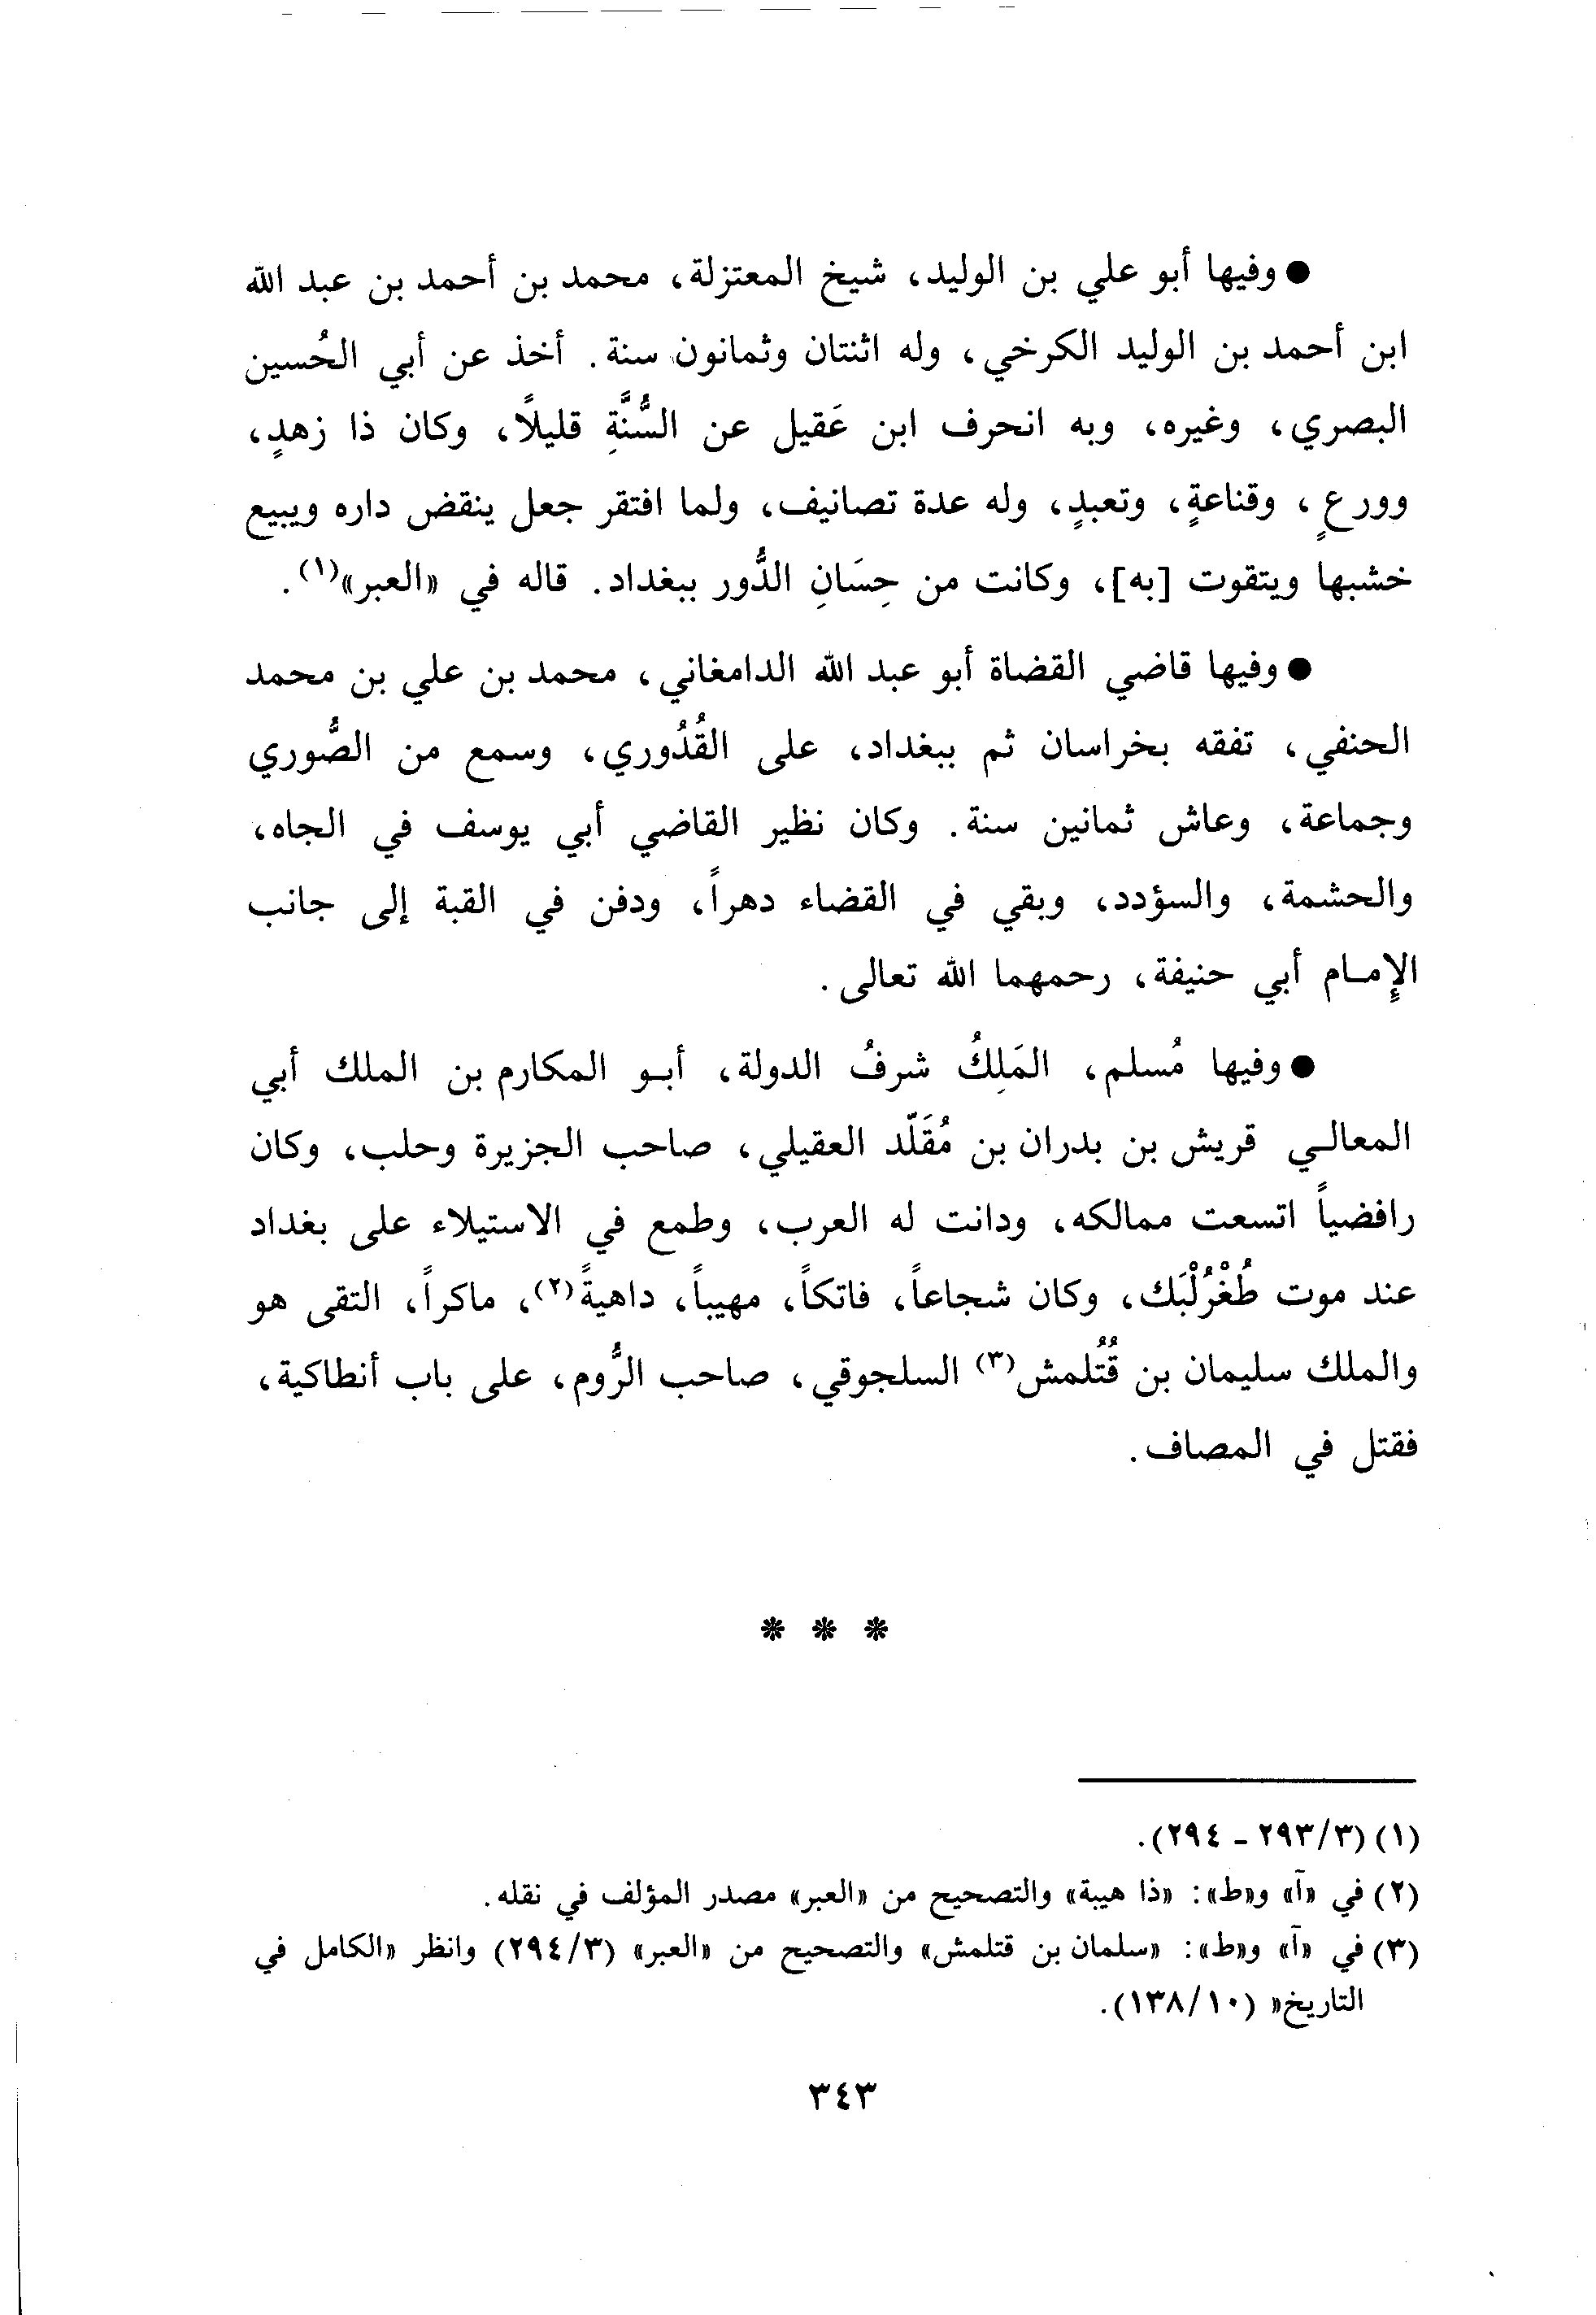 ● وفيها أبو علي بن الوليد، شيخ المعتزلة، محمد بن أحمد بن عبد الله
ابن أحمد بن الوليد الكرخي، وله اثنتان وثمانون سنة. أخذ عن أبي الحُسين
البصري، وغيره، وبه انحرف ابن عَقيل عن السُّنَّةِ قليلًا، وكان ذا زهدٍ،
وورعٍ، وقناعةٍ، وتعبدٍ، وله عدة تصانيف، ولما افتقر جعل ينقض داره ويبيع
خشبها ويتقوت [به]، وكانت من حِسَانِ الدُّور ببغداد. قاله في «العبر»(١).
● وفيها قاضي القضاة أبو عبد الله الدامغاني، محمد بن علي بن محمد
الحنفي، تفقه بخراسان ثم ببغداد، على القُدُوري، وسمع من الصُّوري
وجماعة، وعاش ثمانين سنة. وكان نظير القاضي أبي يوسف في الجاه،
والحشمة، والسؤدد، وبقي في القضاء دهراً، ودفن في القبة إلى جانب
الإِمـام أبي حنيفة، رحمهما الله تعالى.
● وفيها مُسلم، المَلِكُ شرفُ الدولة، أبـو المكارم بن الملك أبي
المعالـي قريش بن بدران بن مُقَلّد العقيلي، صاحب الجزيرة وحلب، وكان
رافضياً اتسعت ممالكه، ودانت له العرب، وطمع في الاستيلاء على بغداد
عند موت طُغْرُلْبَك، وكان شجاعاً، فاتكاً، مهيباً، داهيةً(٢)، ماكراً، التقى هو
والملك سليمان بن قُتُلمش(٣) السلجوقي، صاحب الرُّوم، على باب أنطاكية،
فقتل في المصاف.
* * *
(١) (٢٩٣/٣ - ٢٩٤).
(٢) في «آ» و«ط»: «ذا هيبة» والتصحيح من «العبر» مصدر المؤلف في نقله.
(٣) في «آ» و«ط»: «سلمان بن قتلمش» والتصحيح من «العبر» (٢٩٤/٣) وانظر «الكامل في
التاريخ» (١٣٨/١٠).
٣٤٣